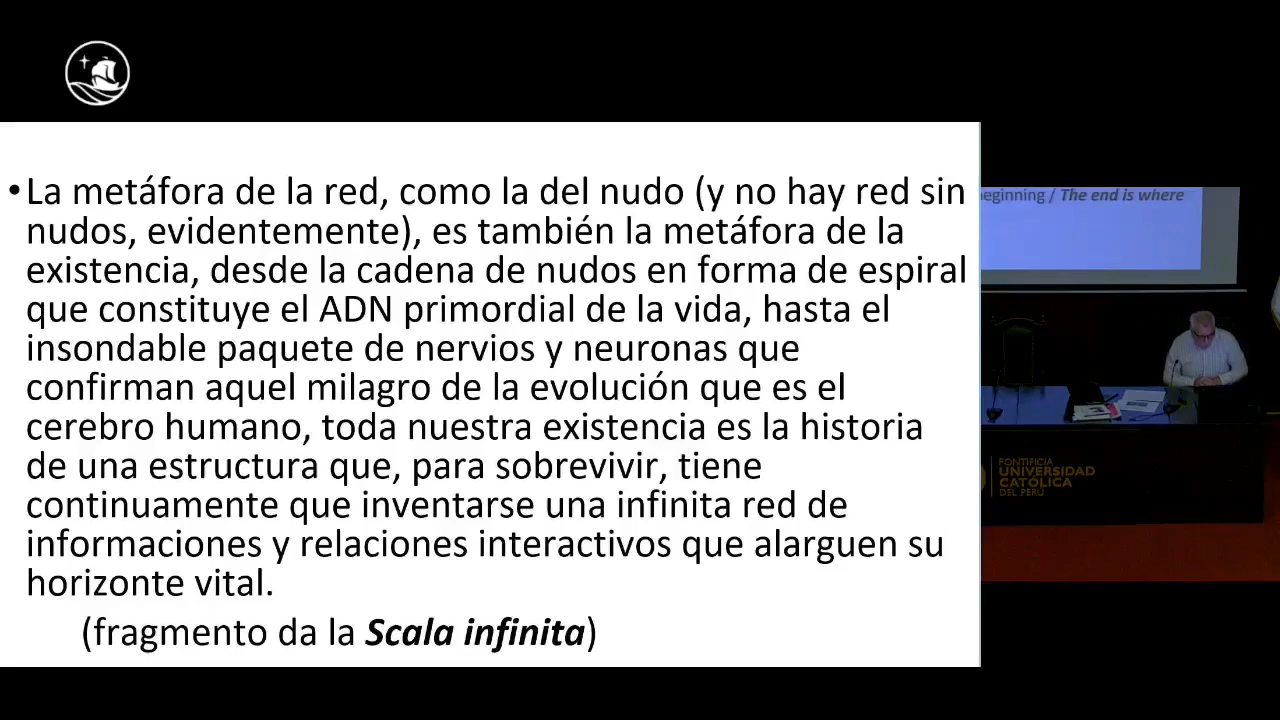 •La metáfora de la red, como la del nudo (y no hay red sin
nudos, evidentemente), es también la metáfora de la
existencia, desde la cadena de nudos en forma de espiral
que constituye el ADN primordial de la vida, hasta el
insondable paquete de nervios y neuronas que
confirman aquel milagro de la evolución que es el
cerebro humano, toda nuestra existencia es la historia
de una estructura que, para sobrevivir, tiene
continuamente que inventarse una infinita red de
informaciones y relaciones interactivos que alarguen su
horizonte vital.
(fragmento da la Scala infinita)
eginning / The end is where
PONTIFICIA
UNIVERSIDAD
CATÓLICA
DEL PERÚ